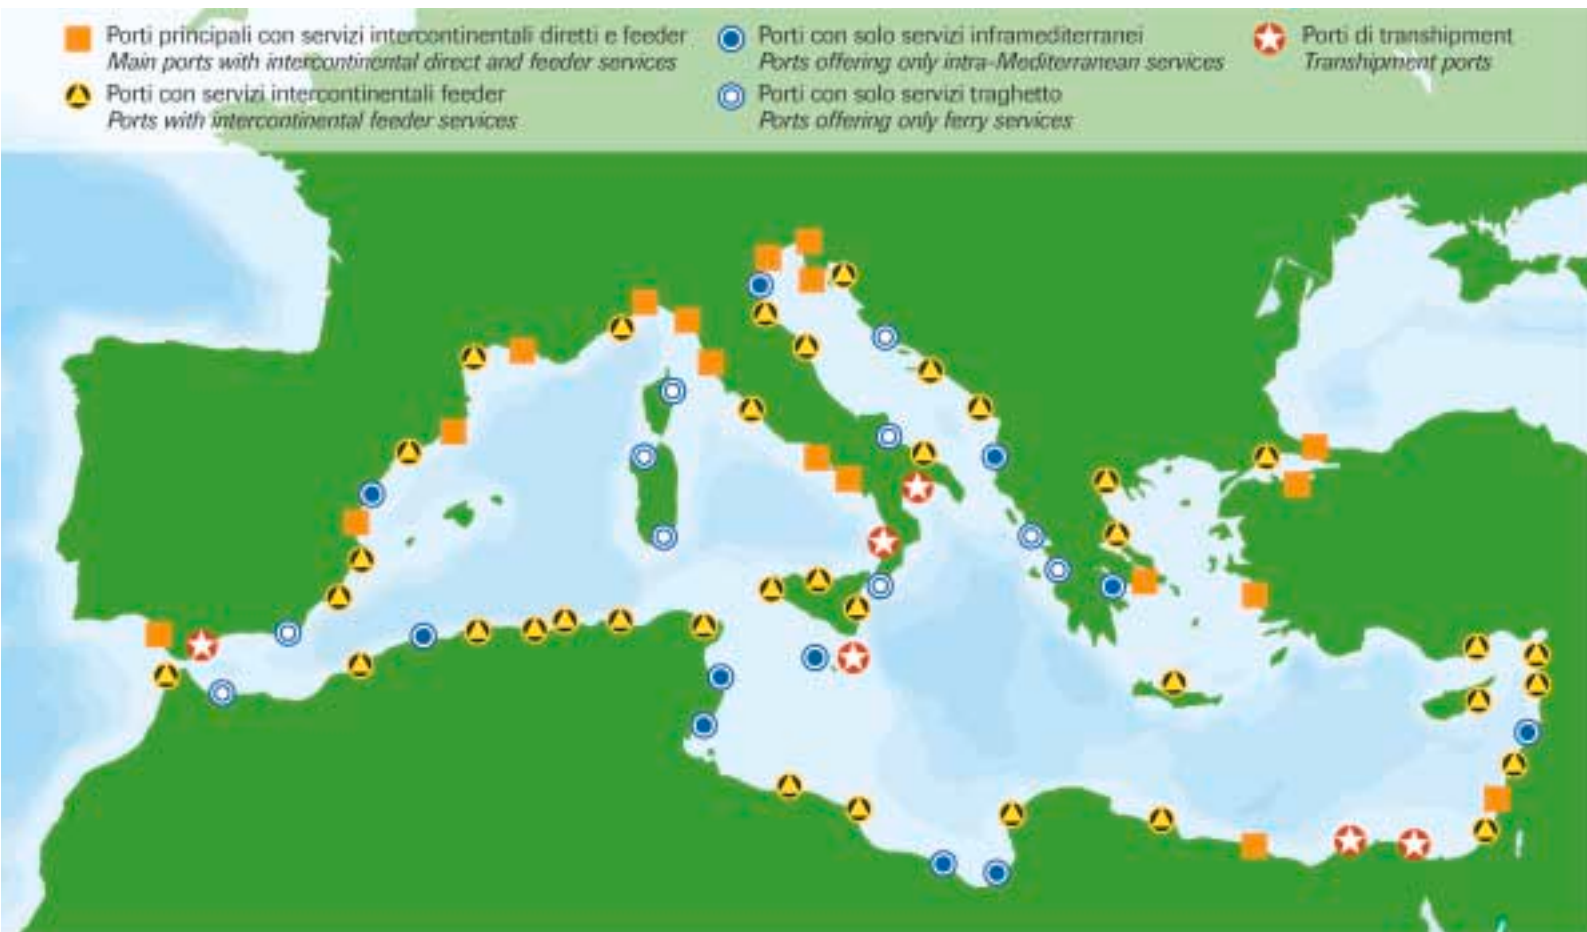 Porti principali con servizi intercontinentali diretti e feeder
Main ports with intercontinental direct and feeder services
Porti con servizi intercontinentali feeder
Ports with intercontinental feeder services
Porti con solo servizi inframediterranei
Ports offering only intra-Mediterranean services
Porti con solo servizi traghetto
Ports offering only ferry services
Porti di transhipment
Transhipment ports